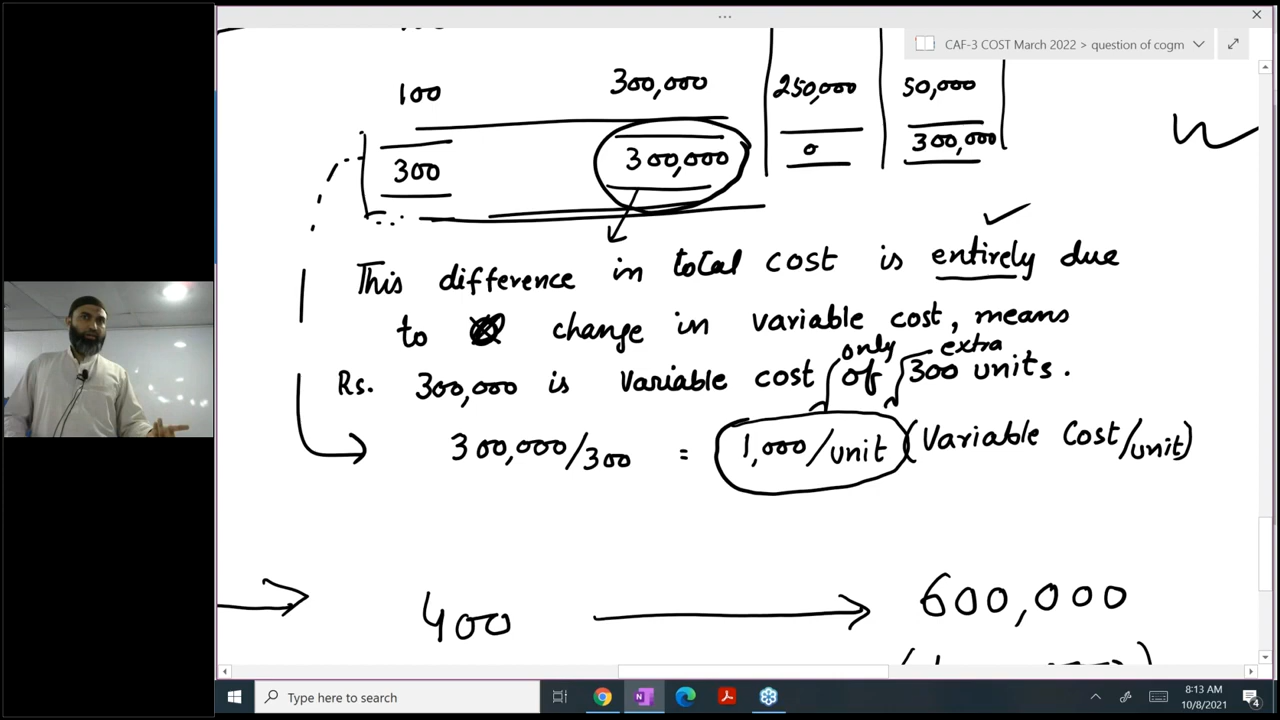 CAF-3 COST March 2022 > question of cogm
100 300,000 250,000 50,000
300 300,000 0 300,000
This difference in total cost is entirely due
to change in variable cost, means
only extra
Rs. 300,000 is variable cost of 300 units.
300,000/300 = 1,000/unit (Variable Cost/unit)
400 600,000
Type here to search
8:13 AM
10/8/2021
4